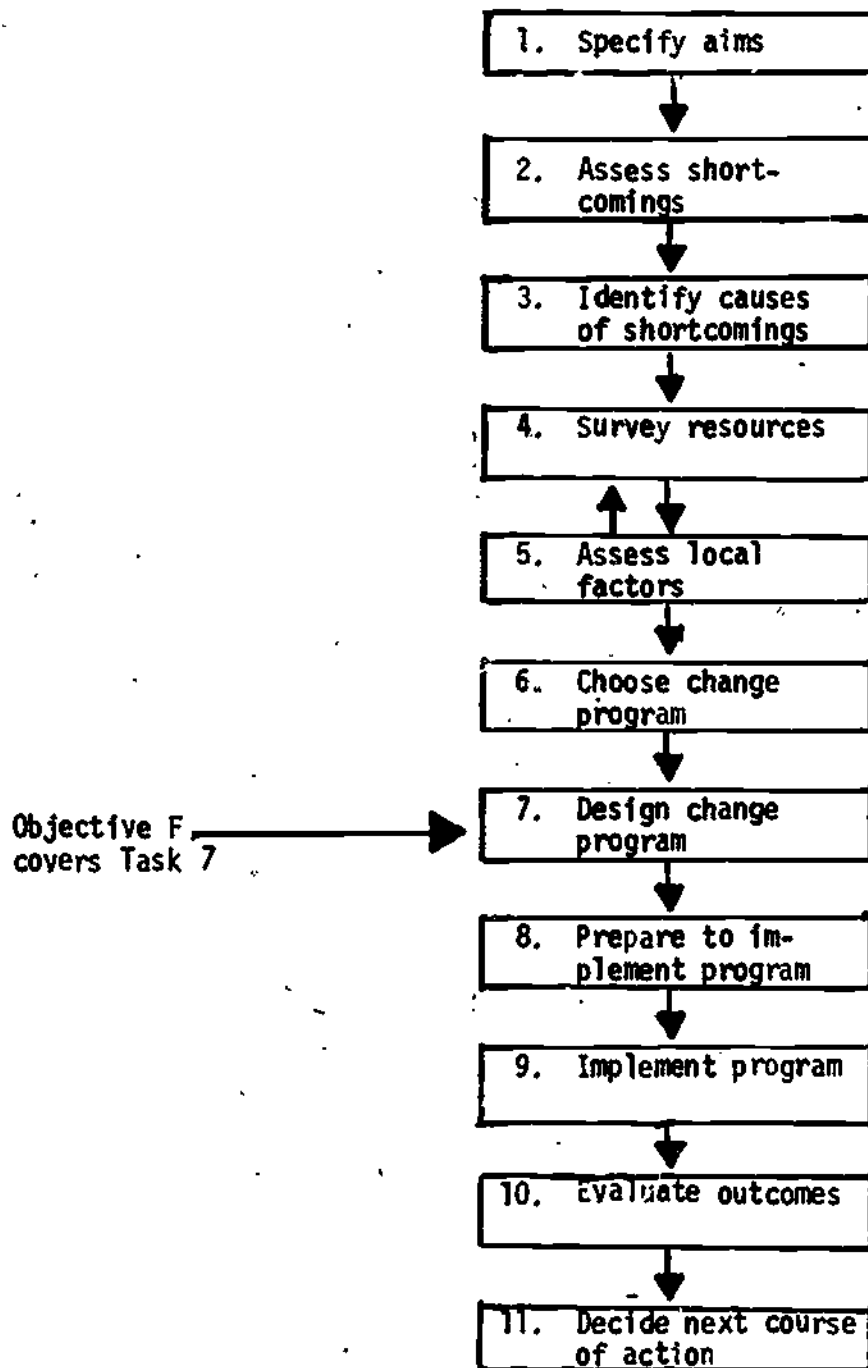 1. Specify aims
2. Assess short-
comings
3. Identify causes
of shortcomings
4. Survey resources
5. Assess local
factors
6. Choose change
program
Objective F
covers Task 7
7. Design change
program
8. Prepare to im-
plement program
9. Implement program
10. Evaluate outcomes
11. Decide next course
of action